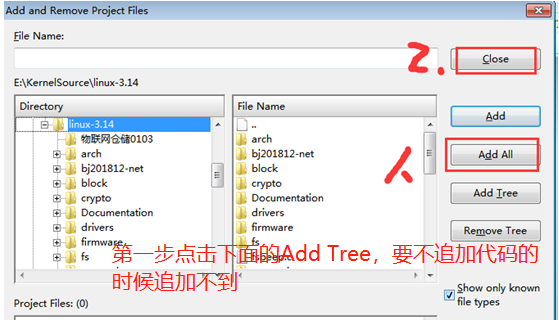 Add and Remove Project Files
File Name:
2.
Close
E:\KernelSource\linux-3.14
Directory
File Name
Add
linux-3.14
物联网仓储0103
arch
bj201812-net
block
crypto
Documentation
drivers
firmware
fs
..
arch
bj201812-net
block
crypto
Documentation
drivers
firmware
fs
1.
Add All
Add Tree
Remove Tree
第一步点击下面的Add Tree，要不追加代码的
时候追加不到
Show only known
file types
Project Files: (0)